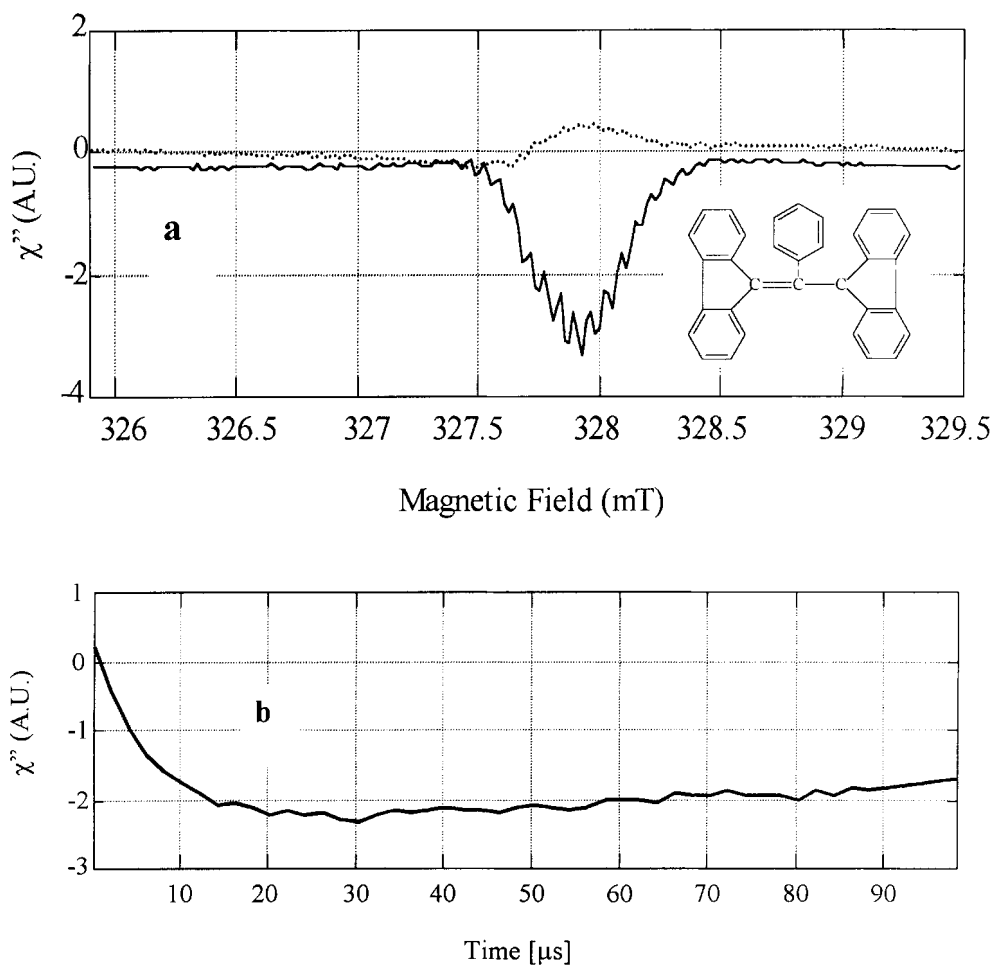 2
0
-2
-4
χ” (A.U.)
a
C C C
326 326.5 327 327.5 328 328.5 329 329.5
Magnetic Field (mT)
1
0
-1
-2
-3
χ” (A.U.)
b
10 20 30 40 50 60 70 80 90
Time [μs]